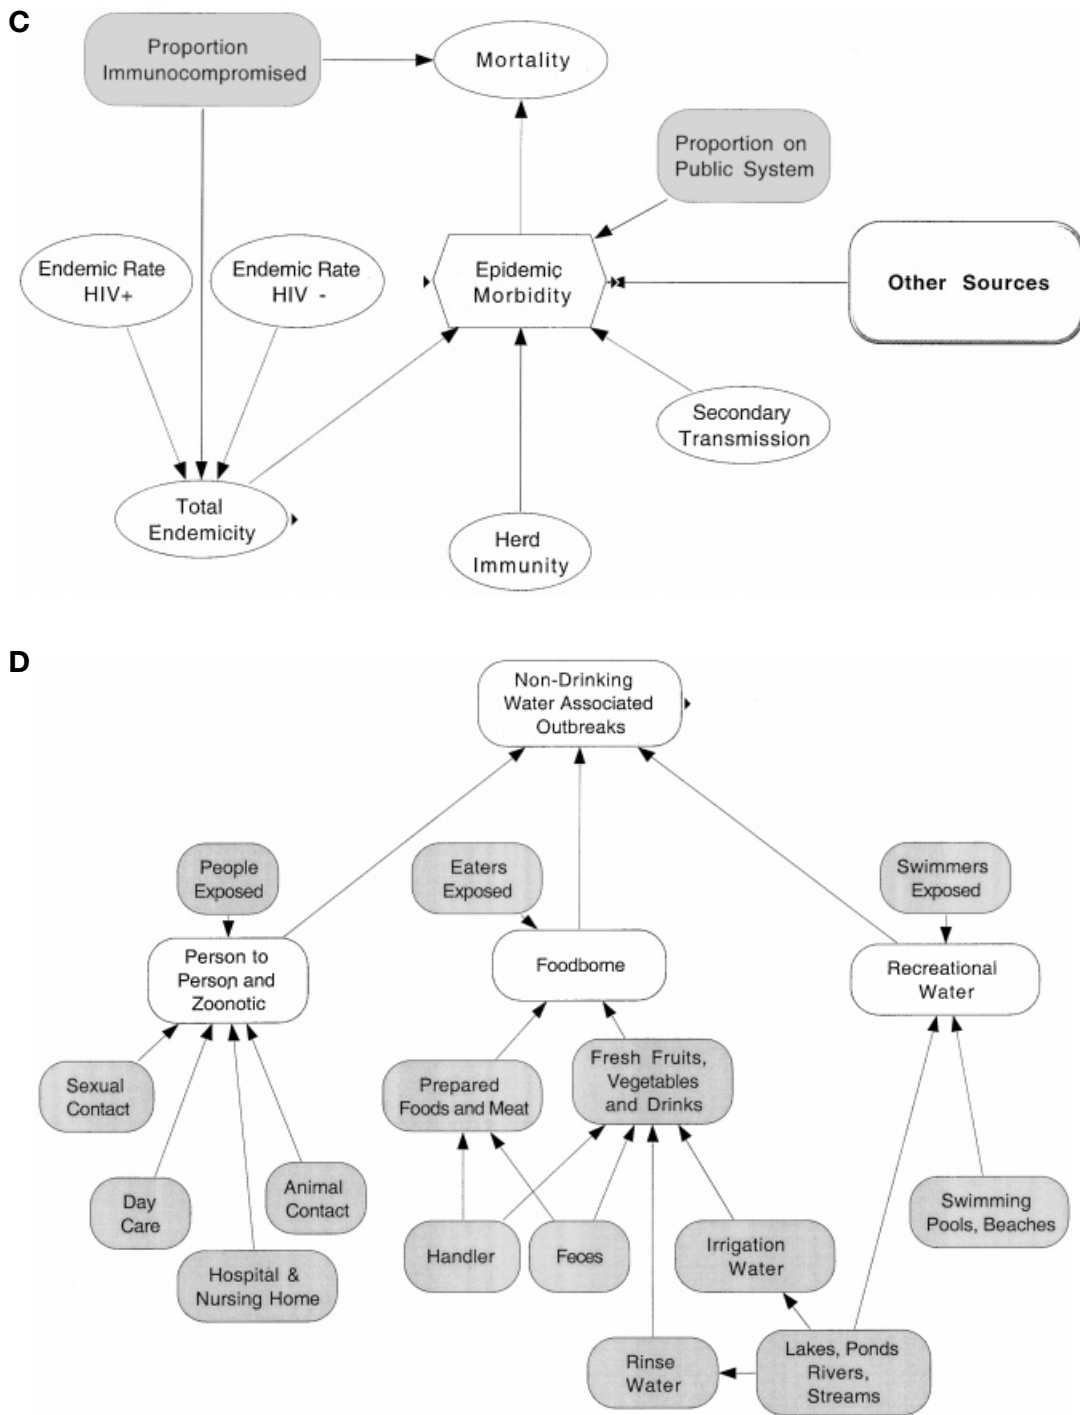 C
Proportion
Immunocompromised
Mortality
Proportion on
Public System
Endemic Rate
HIV+
Endemic Rate
HIV -
Epidemic
Morbidity
Other Sources
Secondary
Transmission
Total
Endemicity
Herd
Immunity
D
Non-Drinking
Water Associated
Outbreaks
People
Exposed
Eaters
Exposed
Swimmers
Exposed
Person to
Person and
Zoonotic
Foodborne
Recreational
Water
Sexual
Contact
Prepared
Foods and Meat
Fresh Fruits,
Vegetables
and Drinks
Day
Care
Animal
Contact
Swimming
Pools, Beaches
Hospital &
Nursing Home
Handler
Feces
Irrigation
Water
Rinse
Water
Lakes, Ponds
Rivers,
Streams